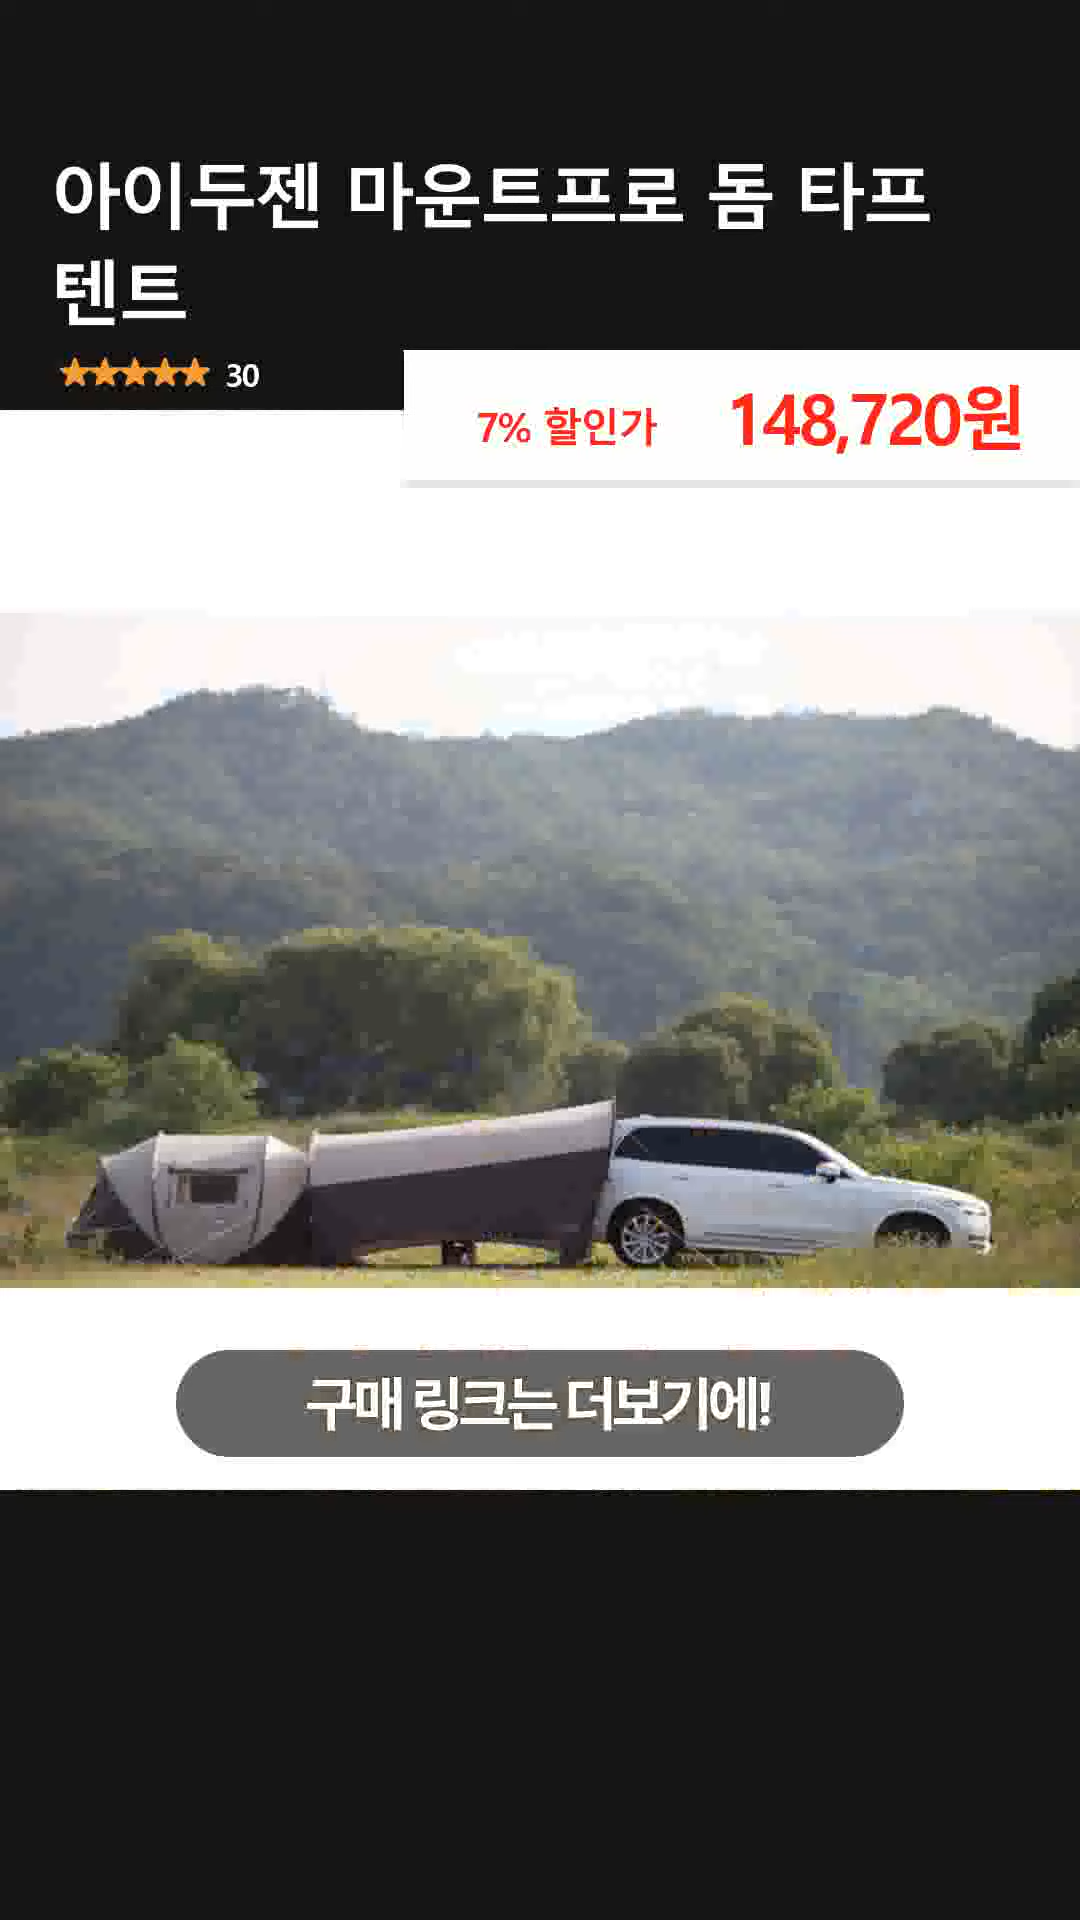 아이두젠 마운트프로 돔 타프
텐트
★★★★★ 30
7% 할인가 148,720원
구매 링크는 더보기에!